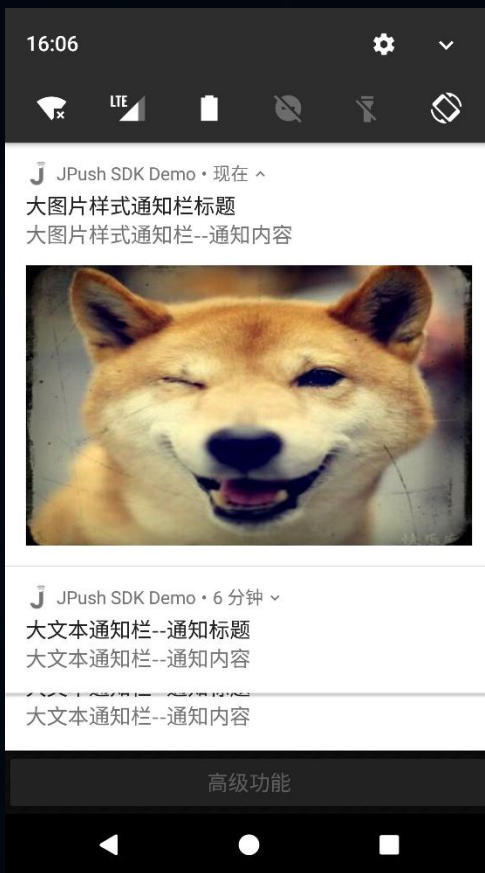 16:06
LTE
JPush SDK Demo • 现在
大图片样式通知栏标题
大图片样式通知栏--通知内容
JPush SDK Demo • 6 分钟
大文本通知栏--通知标题
大文本通知栏--通知内容
大文本通知栏--通知内容
高级功能